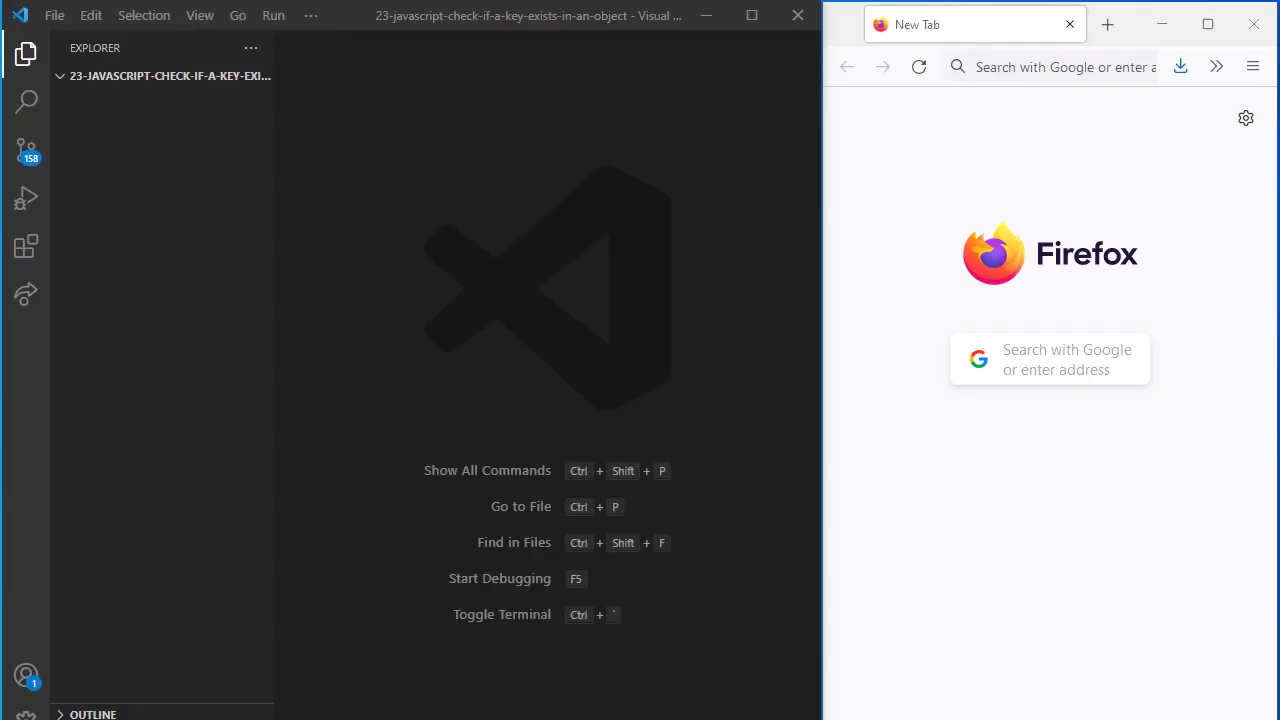 File Edit Selection View Go Run ··· 23-javascript-check-if-a-key-exists-in-an-object - Visual ...
New Tab
EXPLORER ···
23-JAVASCRIPT-CHECK-IF-A-KEY-EXI...
Search with Google or enter a
158
Firefox
Search with Google
or enter address
Show All Commands Ctrl + Shift + P
Go to File Ctrl + P
Find in Files Ctrl + Shift + F
Start Debugging F5
Toggle Terminal Ctrl + `
1
OUTLINE